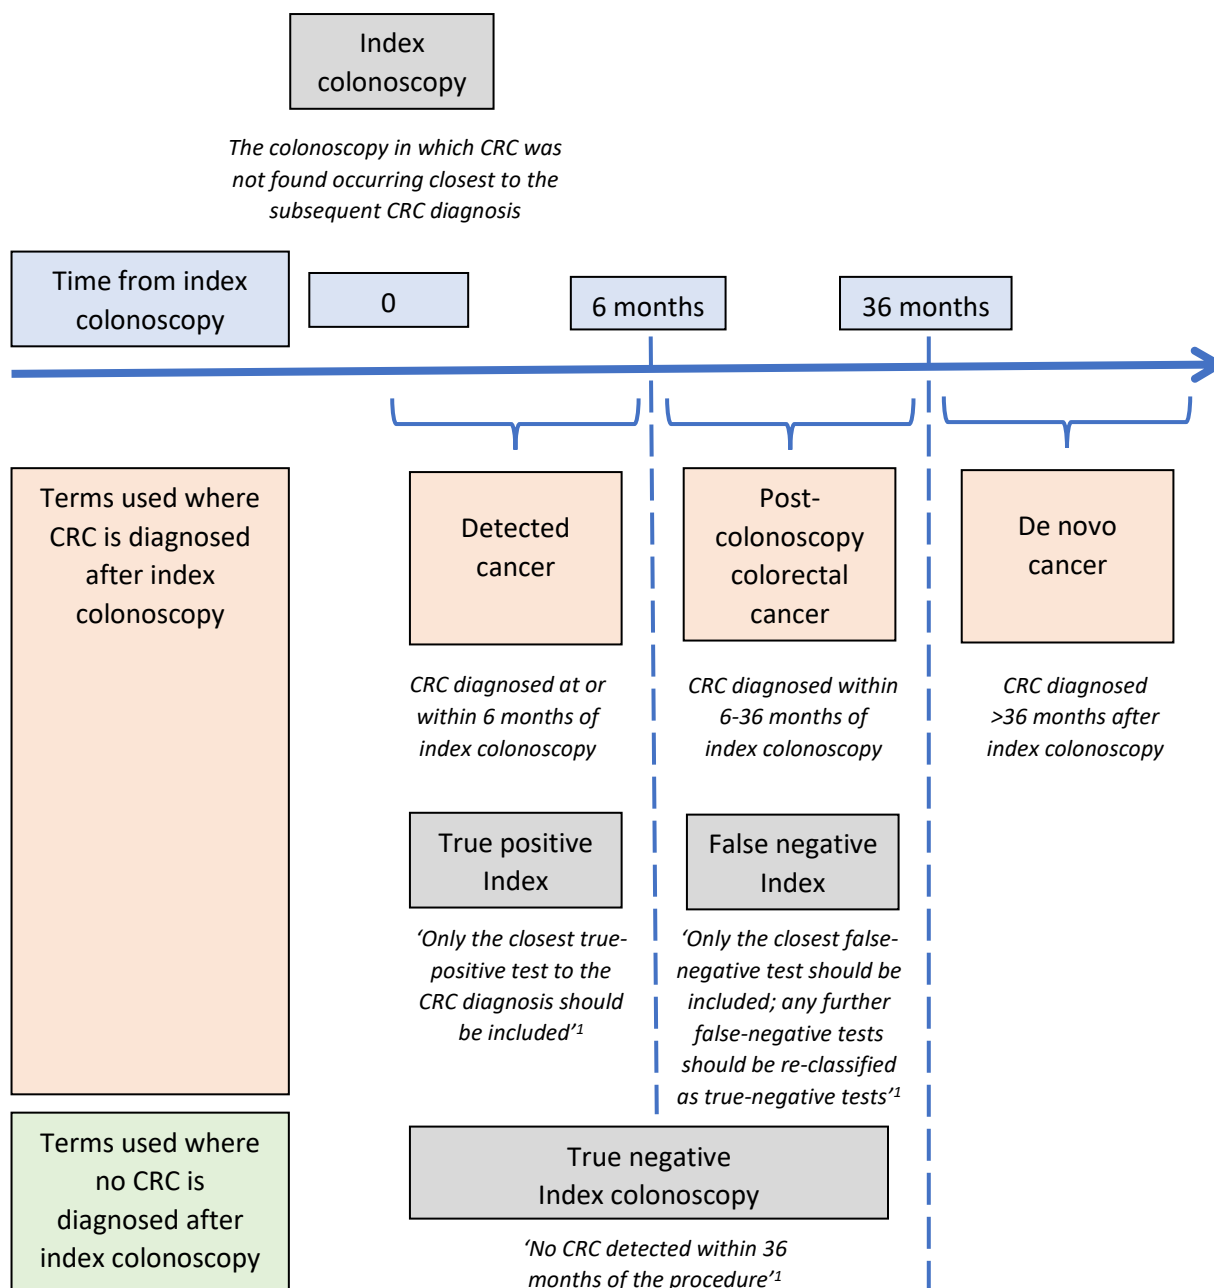 Index
colonoscopy
The colonoscopy in which CRC was
not found occurring closest to the
subsequent CRC diagnosis
Time from index
colonoscopy
0
6 months
36 months
Terms used where
CRC is diagnosed
after index
colonoscopy
Detected
cancer
CRC diagnosed at or
within 6 months of
index colonoscopy
Post-
colonoscopy
colorectal
cancer
CRC diagnosed within
6-36 months of
index colonoscopy
De novo
cancer
CRC diagnosed
>36 months after
index colonoscopy
True positive
Index
‘Only the closest true-
positive test to the
CRC diagnosis should
be included’¹
False negative
Index
‘Only the closest false-
negative test should be
included; any further
false-negative tests
should be re-classified
as true-negative tests’¹
Terms used where
no CRC is
diagnosed after
index colonoscopy
True negative
Index colonoscopy
‘No CRC detected within 36
months of the procedure’¹